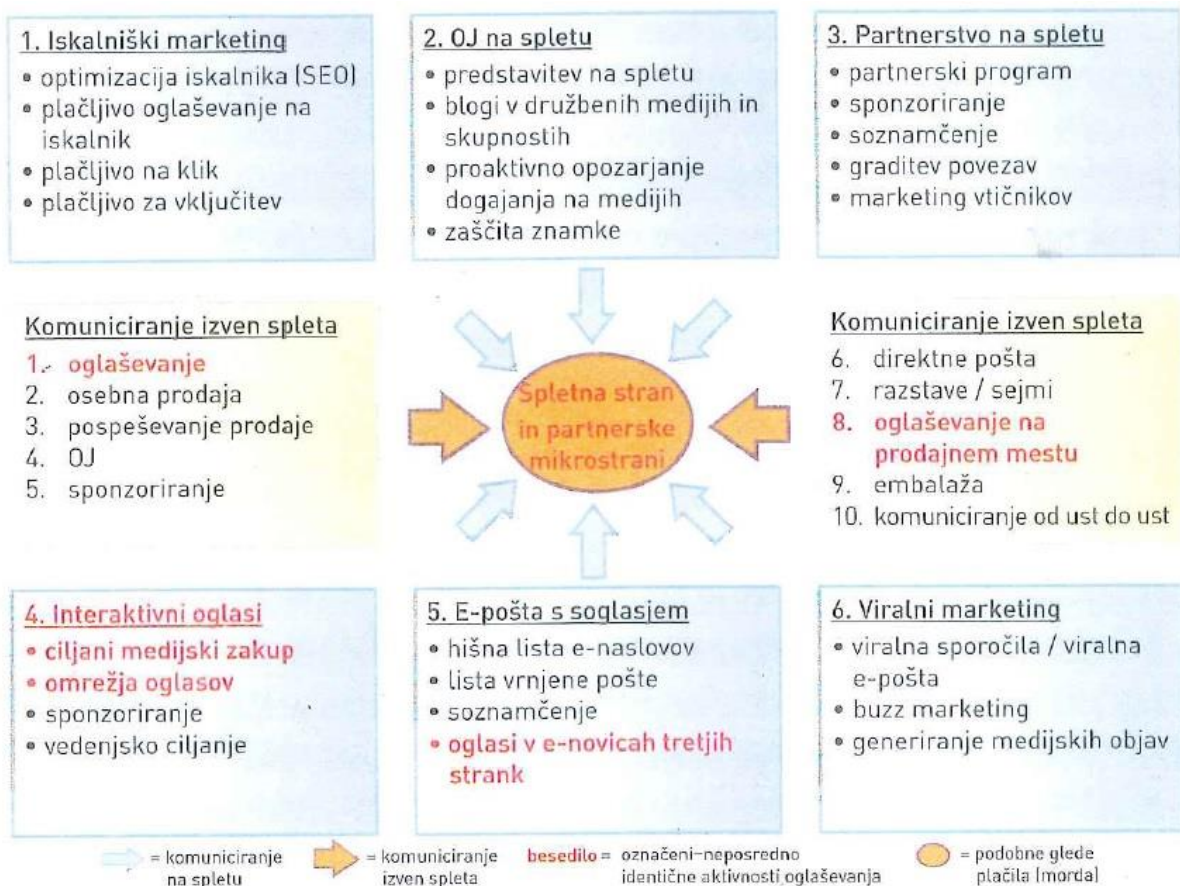 1. Iskalniški marketing
• optimizacija iskalnika (SEO)
• plačljivo oglaševanje na
iskalnik
• plačljivo na klik
• plačljivo za vključitev
2. OJ na spletu
• predstavitev na spletu
• blogi v družbenih medijih in
skupnostih
• proaktivno opozarjanje
dogajanja na medijih
• zaščita znamke
3. Partnerstvo na spletu
• partnerski program
• sponzoriranje
• soznamčenje
• graditev povezav
• marketing vtičnikov
Komuniciranje izven spleta
1. oglaševanje
2. osebna prodaja
3. pospeševanje prodaje
4. OJ
5. sponzoriranje
Spletna stran
in partnerske
mikrostrani
Komuniciranje izven spleta
6. direktne pošta
7. razstave / sejmi
8. oglaševanje na
prodajnem mestu
9. embalaža
10. komuniciranje od ust do ust
4. Interaktivni oglasi
• ciljani medijski zakup
• omrežja oglasov
• sponzoriranje
• vedenjsko ciljanje
5. E-pošta s soglasjem
• hišna lista e-naslovov
• lista vrnjene pošte
• soznamčenje
• oglasi v e-novicah tretjih
strank
6. Viralni marketing
• viralna sporočila / viralna
e-pošta
• buzz marketing
• generiranje medijskih objav
= komuniciranje
na spletu
= komuniciranje
izven spleta
besedilo = označeni-neposredno
identične aktivnosti oglaševanja
= podobne glede
plačila (morda)